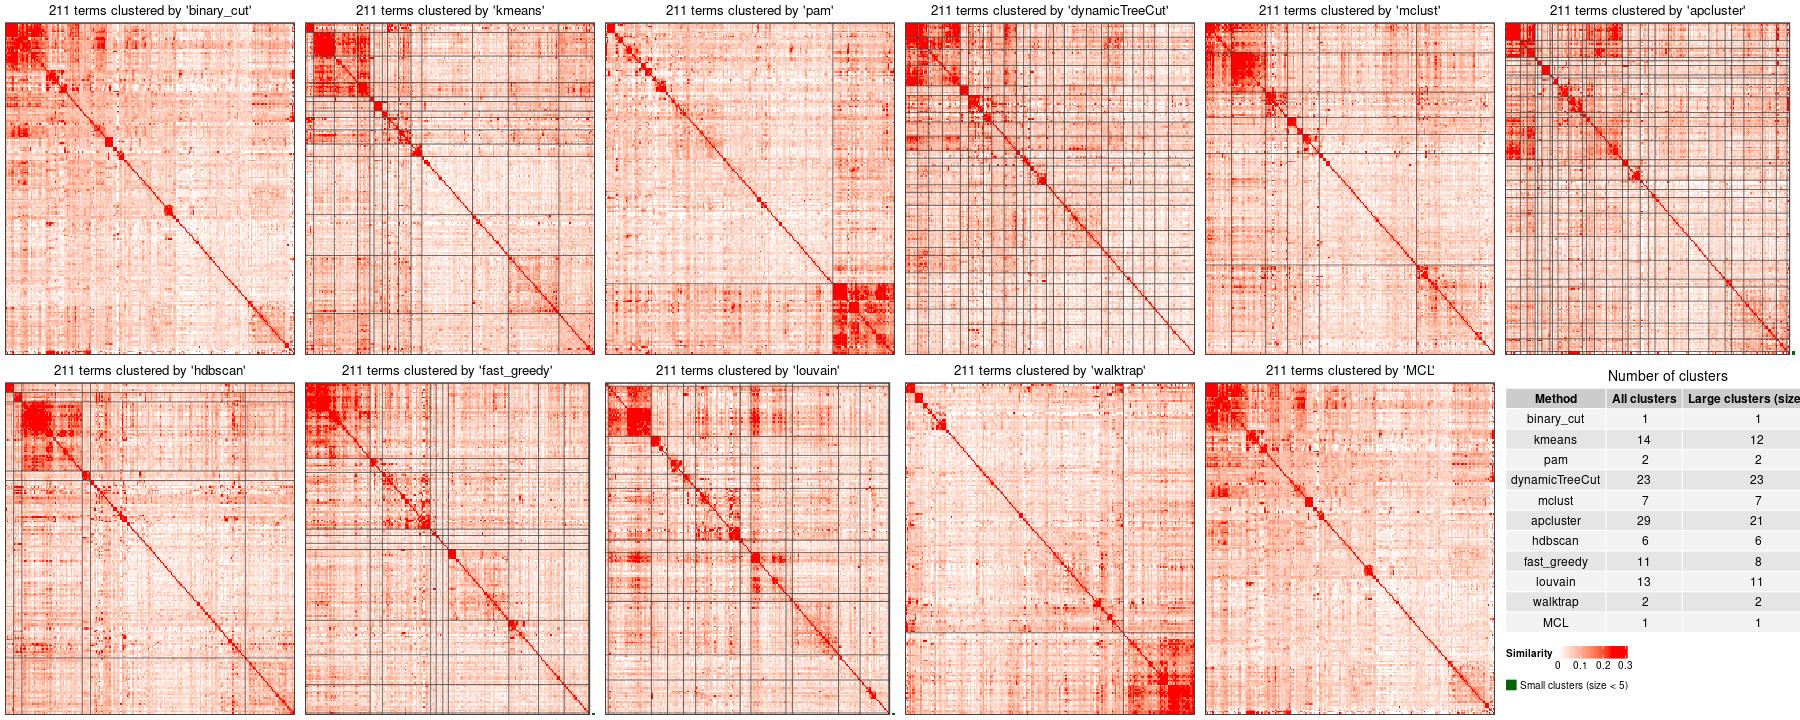 211 terms clustered by 'binary_cut'
211 terms clustered by 'kmeans'
211 terms clustered by 'pam'
211 terms clustered by 'dynamicTreeCut'
211 terms clustered by 'mclust'
211 terms clustered by 'apcluster'
211 terms clustered by 'hdbscan'
211 terms clustered by 'fast_greedy'
211 terms clustered by 'louvain'
211 terms clustered by 'walktrap'
211 terms clustered by 'MCL'
Number of clusters
Method All clusters Large clusters (size
binary_cut 1 1
kmeans 14 12
pam 2 2
dynamicTreeCut 23 23
mclust 7 7
apcluster 29 21
hdbscan 6 6
fast_greedy 11 8
louvain 13 11
walktrap 2 2
MCL 1 1
Similarity
0 0.1 0.2 0.3
Small clusters (size < 5)